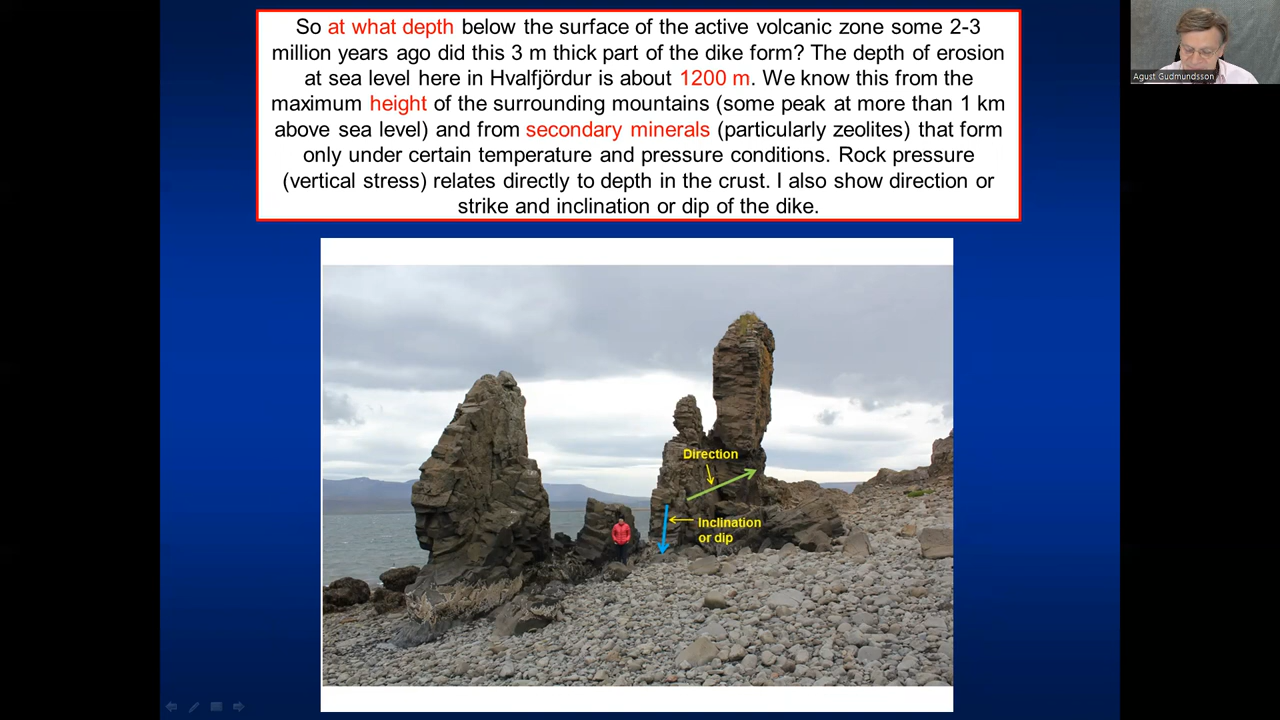 So at what depth below the surface of the active volcanic zone some 2-3
million years ago did this 3 m thick part of the dike form? The depth of erosion
at sea level here in Hvalfjördur is about 1200 m. We know this from the
maximum height of the surrounding mountains (some peak at more than 1 km
above sea level) and from secondary minerals (particularly zeolites) that form
only under certain temperature and pressure conditions. Rock pressure
(vertical stress) relates directly to depth in the crust. I also show direction or
strike and inclination or dip of the dike.
Agust Gudmundsson
Direction
Inclination
or dip